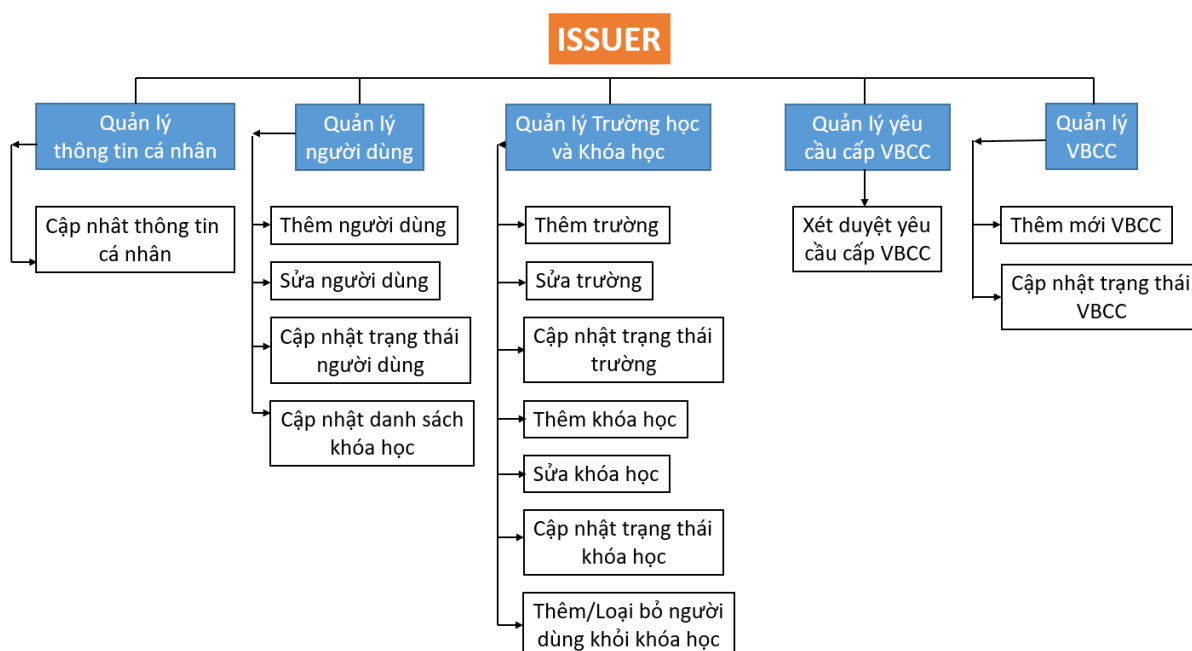 ISSUER
Quản lý
thông tin cá nhân
Cập nhât thông tin
cá nhân
Quản lý
người dùng
Thêm người dùng
Sửa người dùng
Cập nhật trạng thái
người dùng
Cập nhật danh sách
khóa học
Quản lý Trường học
và Khóa học
Thêm trường
Sửa trường
Cập nhật trạng thái
trường
Thêm khóa học
Sửa khóa học
Cập nhật trạng thái
khóa học
Thêm/Loại bỏ người
dùng khỏi khóa học
Quản lý yêu
cầu cấp VBCC
Xét duyệt yêu
cầu cấp VBCC
Quản lý
VBCC
Thêm mới VBCC
Cập nhật trạng thái
VBCC